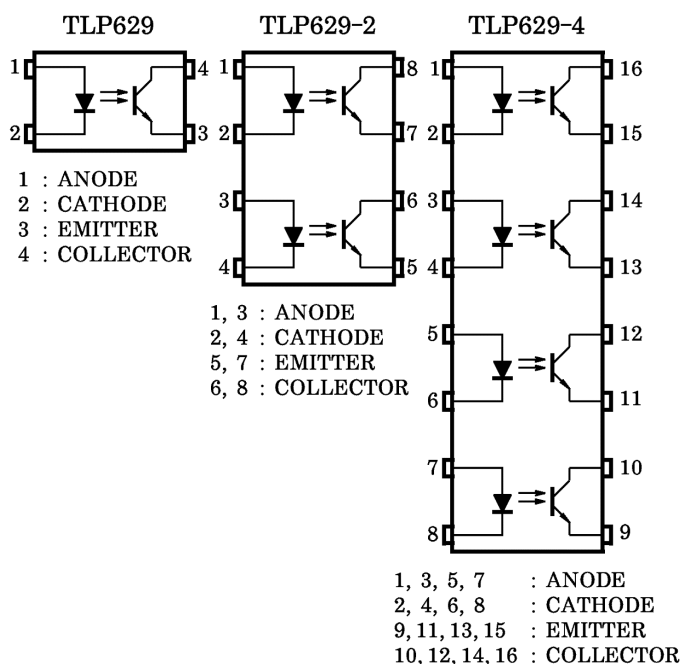 TLP629 TLP629-2 TLP629-4
1 4
2 3
1 : ANODE
2 : CATHODE
3 : EMITTER
4 : COLLECTOR
1 8
2 7
3 6
4 5
1, 3 : ANODE
2, 4 : CATHODE
5, 7 : EMITTER
6, 8 : COLLECTOR
1 16
2 15
3 14
4 13
5 12
6 11
7 10
8 9
1, 3, 5, 7 : ANODE
2, 4, 6, 8 : CATHODE
9, 11, 13, 15 : EMITTER
10, 12, 14, 16 : COLLECTOR